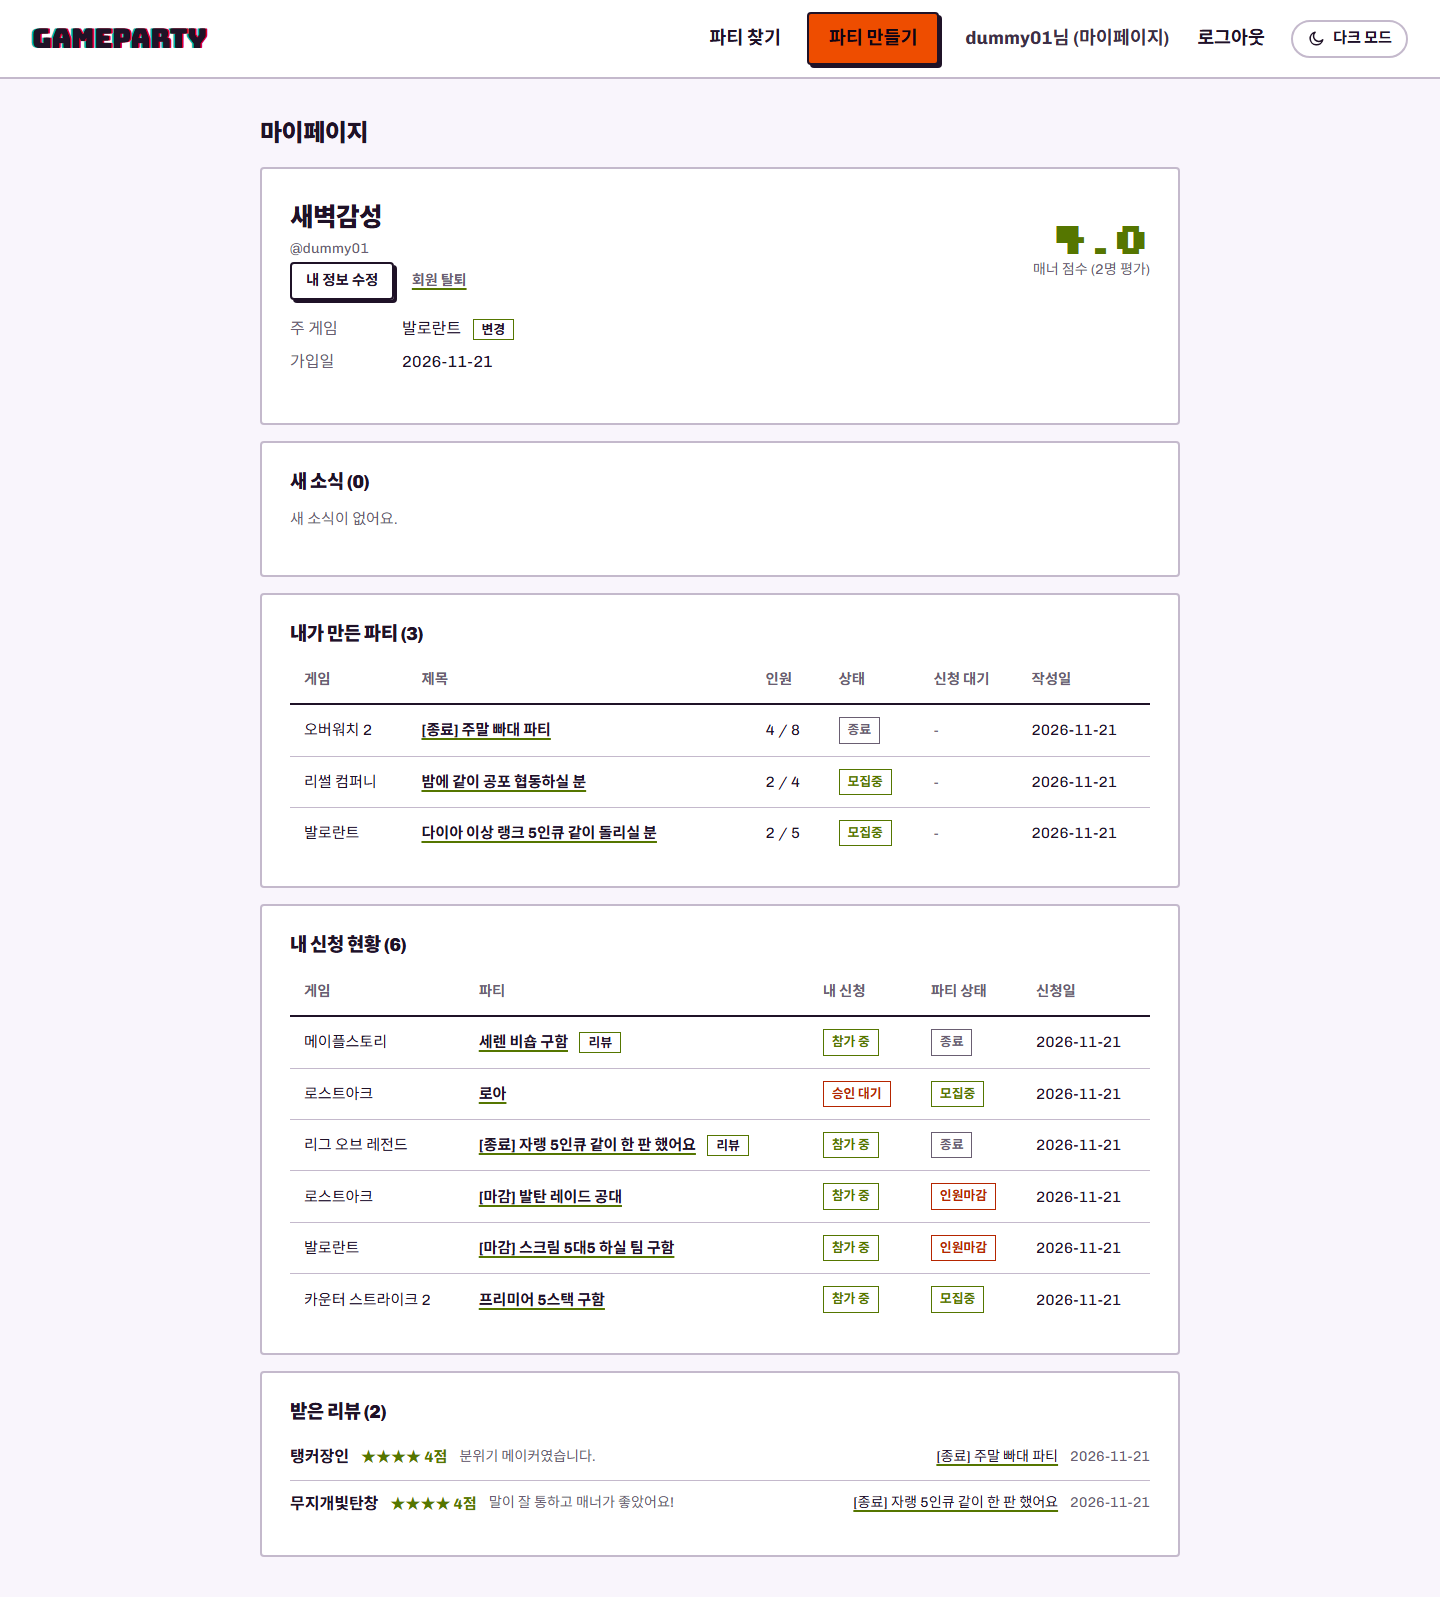 GAMEPARTY 파티 찾기 파티 만들기 dummy01님 (마이페이지) 로그아웃 다크 모드
마이페이지
새벽감성
@dummy01
내 정보 수정 회원 탈퇴
4.0
매너 점수 (2명 평가)
주 게임 발로란트 변경
가입일 2026-11-21
새 소식 (0)
새 소식이 없어요.
내가 만든 파티 (3)
게임 제목 인원 상태 신청 대기 작성일
오버워치 2 [종료] 주말 빠대 파티 4 / 8 종료 - 2026-11-21
리썰 컴퍼니 밤에 같이 공포 협동하실 분 2 / 4 모집중 - 2026-11-21
발로란트 다이아 이상 랭크 5인큐 같이 돌리실 분 2 / 5 모집중 - 2026-11-21
내 신청 현황 (6)
게임 파티 내 신청 파티 상태 신청일
메이플스토리 세렌 비숍 구함 리뷰 참가 중 종료 2026-11-21
로스트아크 로아 승인 대기 모집중 2026-11-21
리그 오브 레전드 [종료] 자랭 5인큐 같이 한 판 했어요 리뷰 참가 중 종료 2026-11-21
로스트아크 [마감] 발탄 레이드 공대 참가 중 인원마감 2026-11-21
발로란트 [마감] 스크림 5대5 하실 팀 구함 참가 중 인원마감 2026-11-21
카운터 스트라이크 2 프리미어 5스택 구함 참가 중 모집중 2026-11-21
받은 리뷰 (2)
탱커장인 ★★★★ 4점 분위기 메이커였습니다. [종료] 주말 빠대 파티 2026-11-21
무지개빛탄창 ★★★★ 4점 말이 잘 통하고 매너가 좋았어요! [종료] 자랭 5인큐 같이 한 판 했어요 2026-11-21